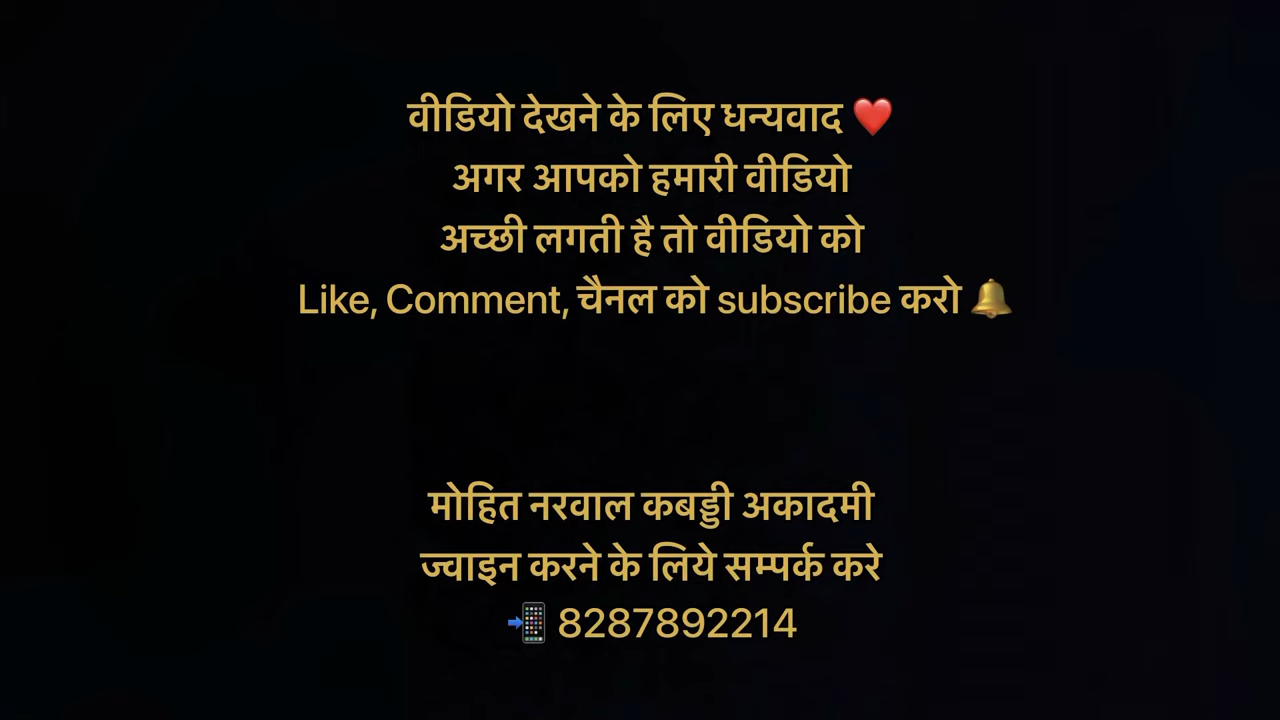 वीडियो देखने के लिए धन्यवाद ❤️
अगर आपको हमारी वीडियो
अच्छी लगती है तो वीडियो को
Like, Comment, चैनल को subscribe करो 🔔
मोहित नरवाल कबड्डी अकादमी
ज्वाइन करने के लिये सम्पर्क करे
📲 8287892214